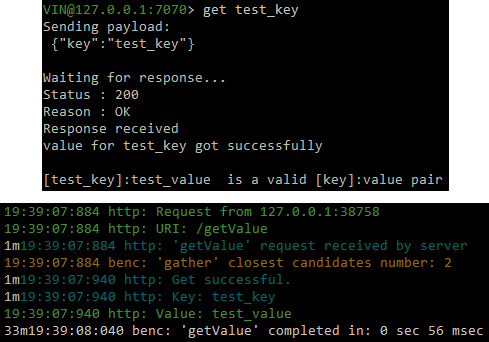 VIN@127.0.0.1:7070> get test_key
Sending payload:
{"key":"test_key"}
Waiting for response...
Status : 200
Reason : OK
Response received
value for test_key got successfully
[test_key]:test_value  is a valid [key]:value pair
19:39:07:884 http: Request from 127.0.0.1:38758
19:39:07:884 http: URI: /getValue
1m19:39:07:884 http: 'getValue' request received by server
19:39:07:884 benc: 'gather' closest candidates number: 2
1m19:39:07:940 http: Get successful.
1m19:39:07:940 http: Key: test_key
19:39:07:940 http: Value: test_value
33m19:39:08:040 benc: 'getValue' completed in: 0 sec 56 msec